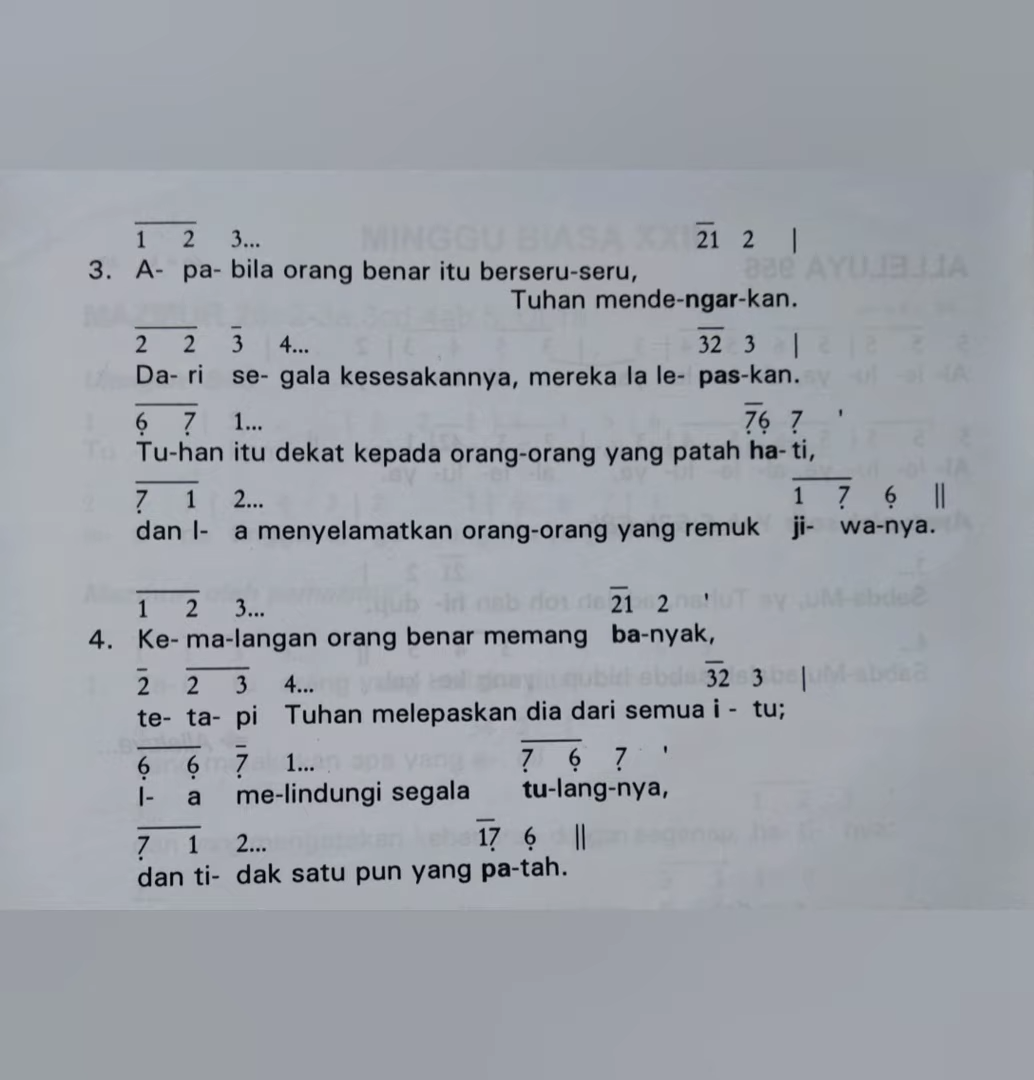 1 2 3... 21 2 |
3. A- pa- bila orang benar itu berseru-seru,
Tuhan mende-ngar-kan.
2 2 3 4... 32 3 |
Da- ri se- gala kesesakannya, mereka la le- pas-kan.
6̣ 7̣ 1... 7̣6̣ 7̣ '
Tu-han itu dekat kepada orang-orang yang patah ha- ti,
7̣ 1 2... 1 7̣ 6̣ ||
dan I- a menyelamatkan orang-orang yang remuk ji- wa-nya.
1 2 3... 21 2 '
4. Ke- ma-langan orang benar memang ba-nyak,
2 2 3 4... 32 3 |
te- ta- pi Tuhan melepaskan dia dari semua i - tu;
6̣ 6̣ 7̣ 1... 7̣ 6̣ 7̣ '
I- a me-lindungi segala tu-lang-nya,
7̣ 1 2... 17̣ 6̣ ||
dan ti- dak satu pun yang pa-tah.